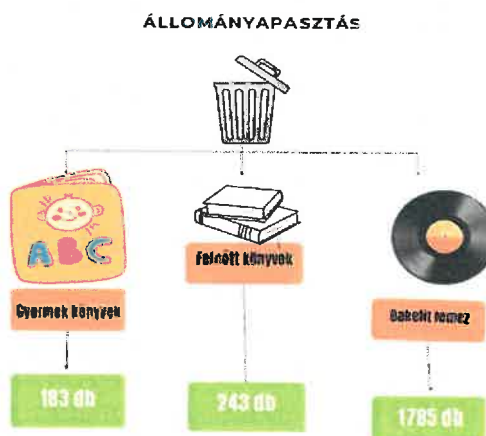 ÁLLOMÁNYAPASZTÁS
ABC
Gyermek könyvek
Felnőtt könyvek
Bakelit lemez
183 db
243 db
1785 db